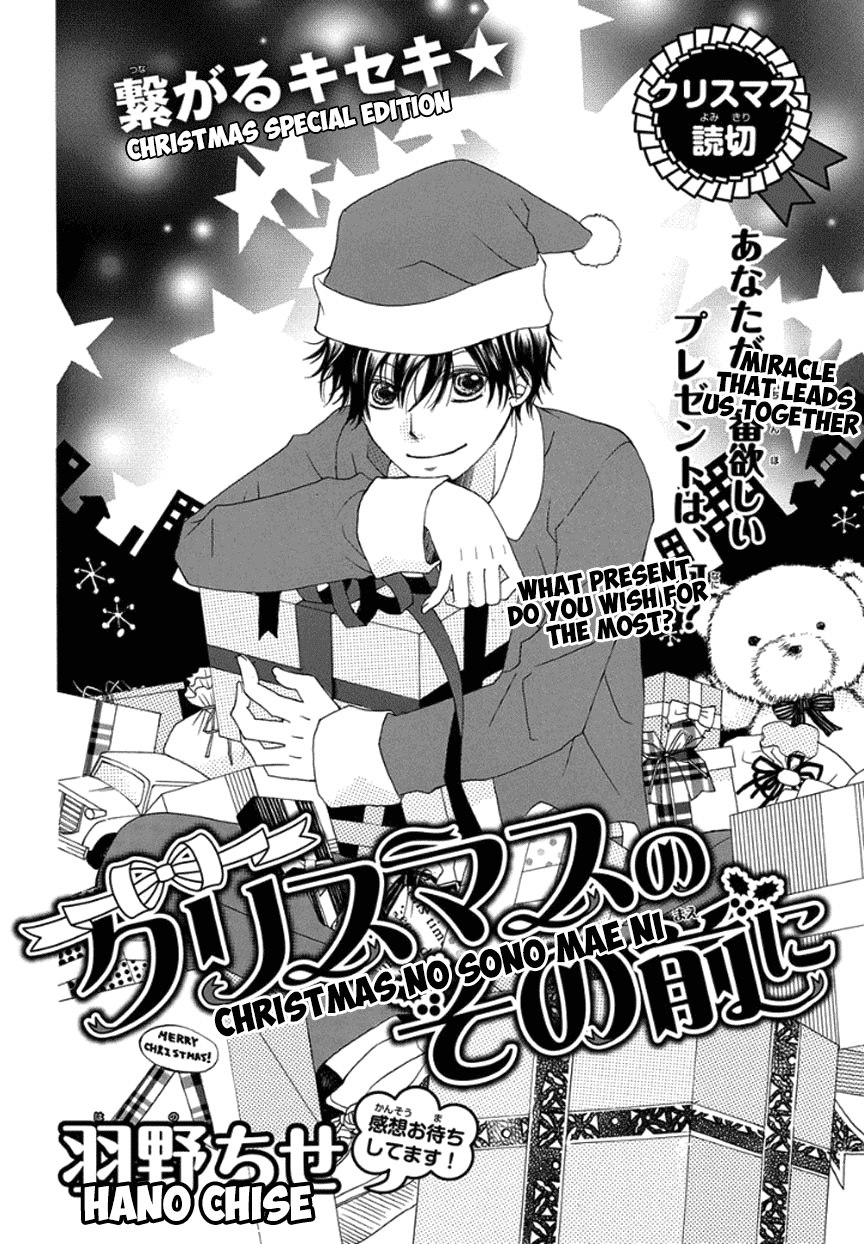 繋がるキセキ★
CHRISTMAS SPECIAL EDITION
クリスマス
読切
あなたが番欲しい
プレゼントは、?
MIRACLE
THAT LEADS
US TOGETHER
WHAT PRESENT
DO YOU WISH FOR
THE MOST?
クリスマスの
その前に
CHRISTMAS NO SONO MAE NI
MERRY
CHRISTMAS!
羽野ちせ
HANO CHISE
感想お待ち
してます!